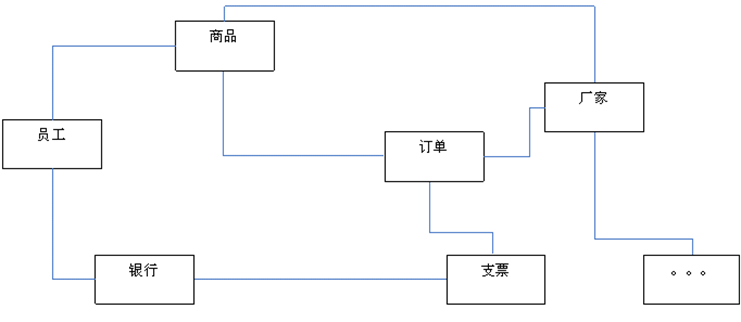 商品
厂家
员工
订单
银行
支票
。。。